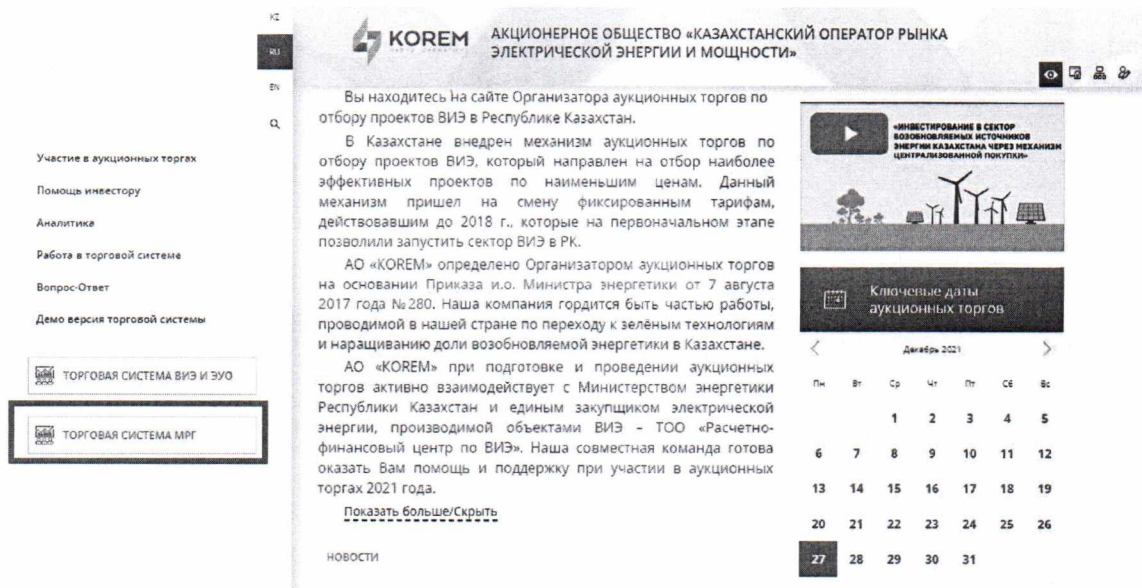 KZ
RU
EN
KOREM
АКЦИОНЕРНОЕ ОБЩЕСТВО «КАЗАХСТАНСКИЙ ОПЕРАТОР РЫНКА
ЭЛЕКТРИЧЕСКОЙ ЭНЕРГИИ И МОЩНОСТИ»
Участие в аукционных торгах
Помощь инвестору
Аналитика
Работа в торговой системе
Вопрос-Ответ
Демо версия торговой системы
ТОРГОВАЯ СИСТЕМА ВИЭ И ЭУО
ТОРГОВАЯ СИСТЕМА МРГ
Вы находитесь на сайте Организатора аукционных торгов по
отбору проектов ВИЭ в Республике Казахстан.
В Казахстане внедрен механизм аукционных торгов по
отбору проектов ВИЭ, который направлен на отбор наиболее
эффективных проектов по наименьшим ценам. Данный
механизм пришел на смену фиксированным тарифам,
действовавшим до 2018 г., которые на первоначальном этапе
позволили запустить сектор ВИЭ в РК.
АО «KOREM» определено Организатором аукционных торгов
на основании Приказа и.о. Министра энергетики от 7 августа
2017 года №280. Наша компания гордится быть частью работы,
проводимой в нашей стране по переходу к зелёным технологиям
и наращиванию доли возобновляемой энергетики в Казахстане.
АО «KOREM» при подготовке и проведении аукционных
торгов активно взаимодействует с Министерством энергетики
Республики Казахстан и единым закупщиком электрической
энергии, производимой объектами ВИЭ – ТОО «Расчетно-
финансовый центр по ВИЭ». Наша совместная команда готова
оказать Вам помощь и поддержку при участии в аукционных
торгах 2021 года.
Показать больше/Скрыть
НОВОСТИ
«ИНВЕСТИРОВАНИЕ В СЕКТОР
ВОЗОБНОВЛЯЕМЫХ ИСТОЧНИКОВ
ЭНЕРГИИ КАЗАХСТАНА ЧЕРЕЗ МЕХАНИЗМ
ЦЕНТРАЛИЗОВАННОЙ ПОКУПКИ»
Ключевые даты
аукционных торгов
Декабрь 2021
Пн Вт Ср Чт Пт Сб Вс
1 2 3 4 5
6 7 8 9 10 11 12
13 14 15 16 17 18 19
20 21 22 23 24 25 26
27 28 29 30 31